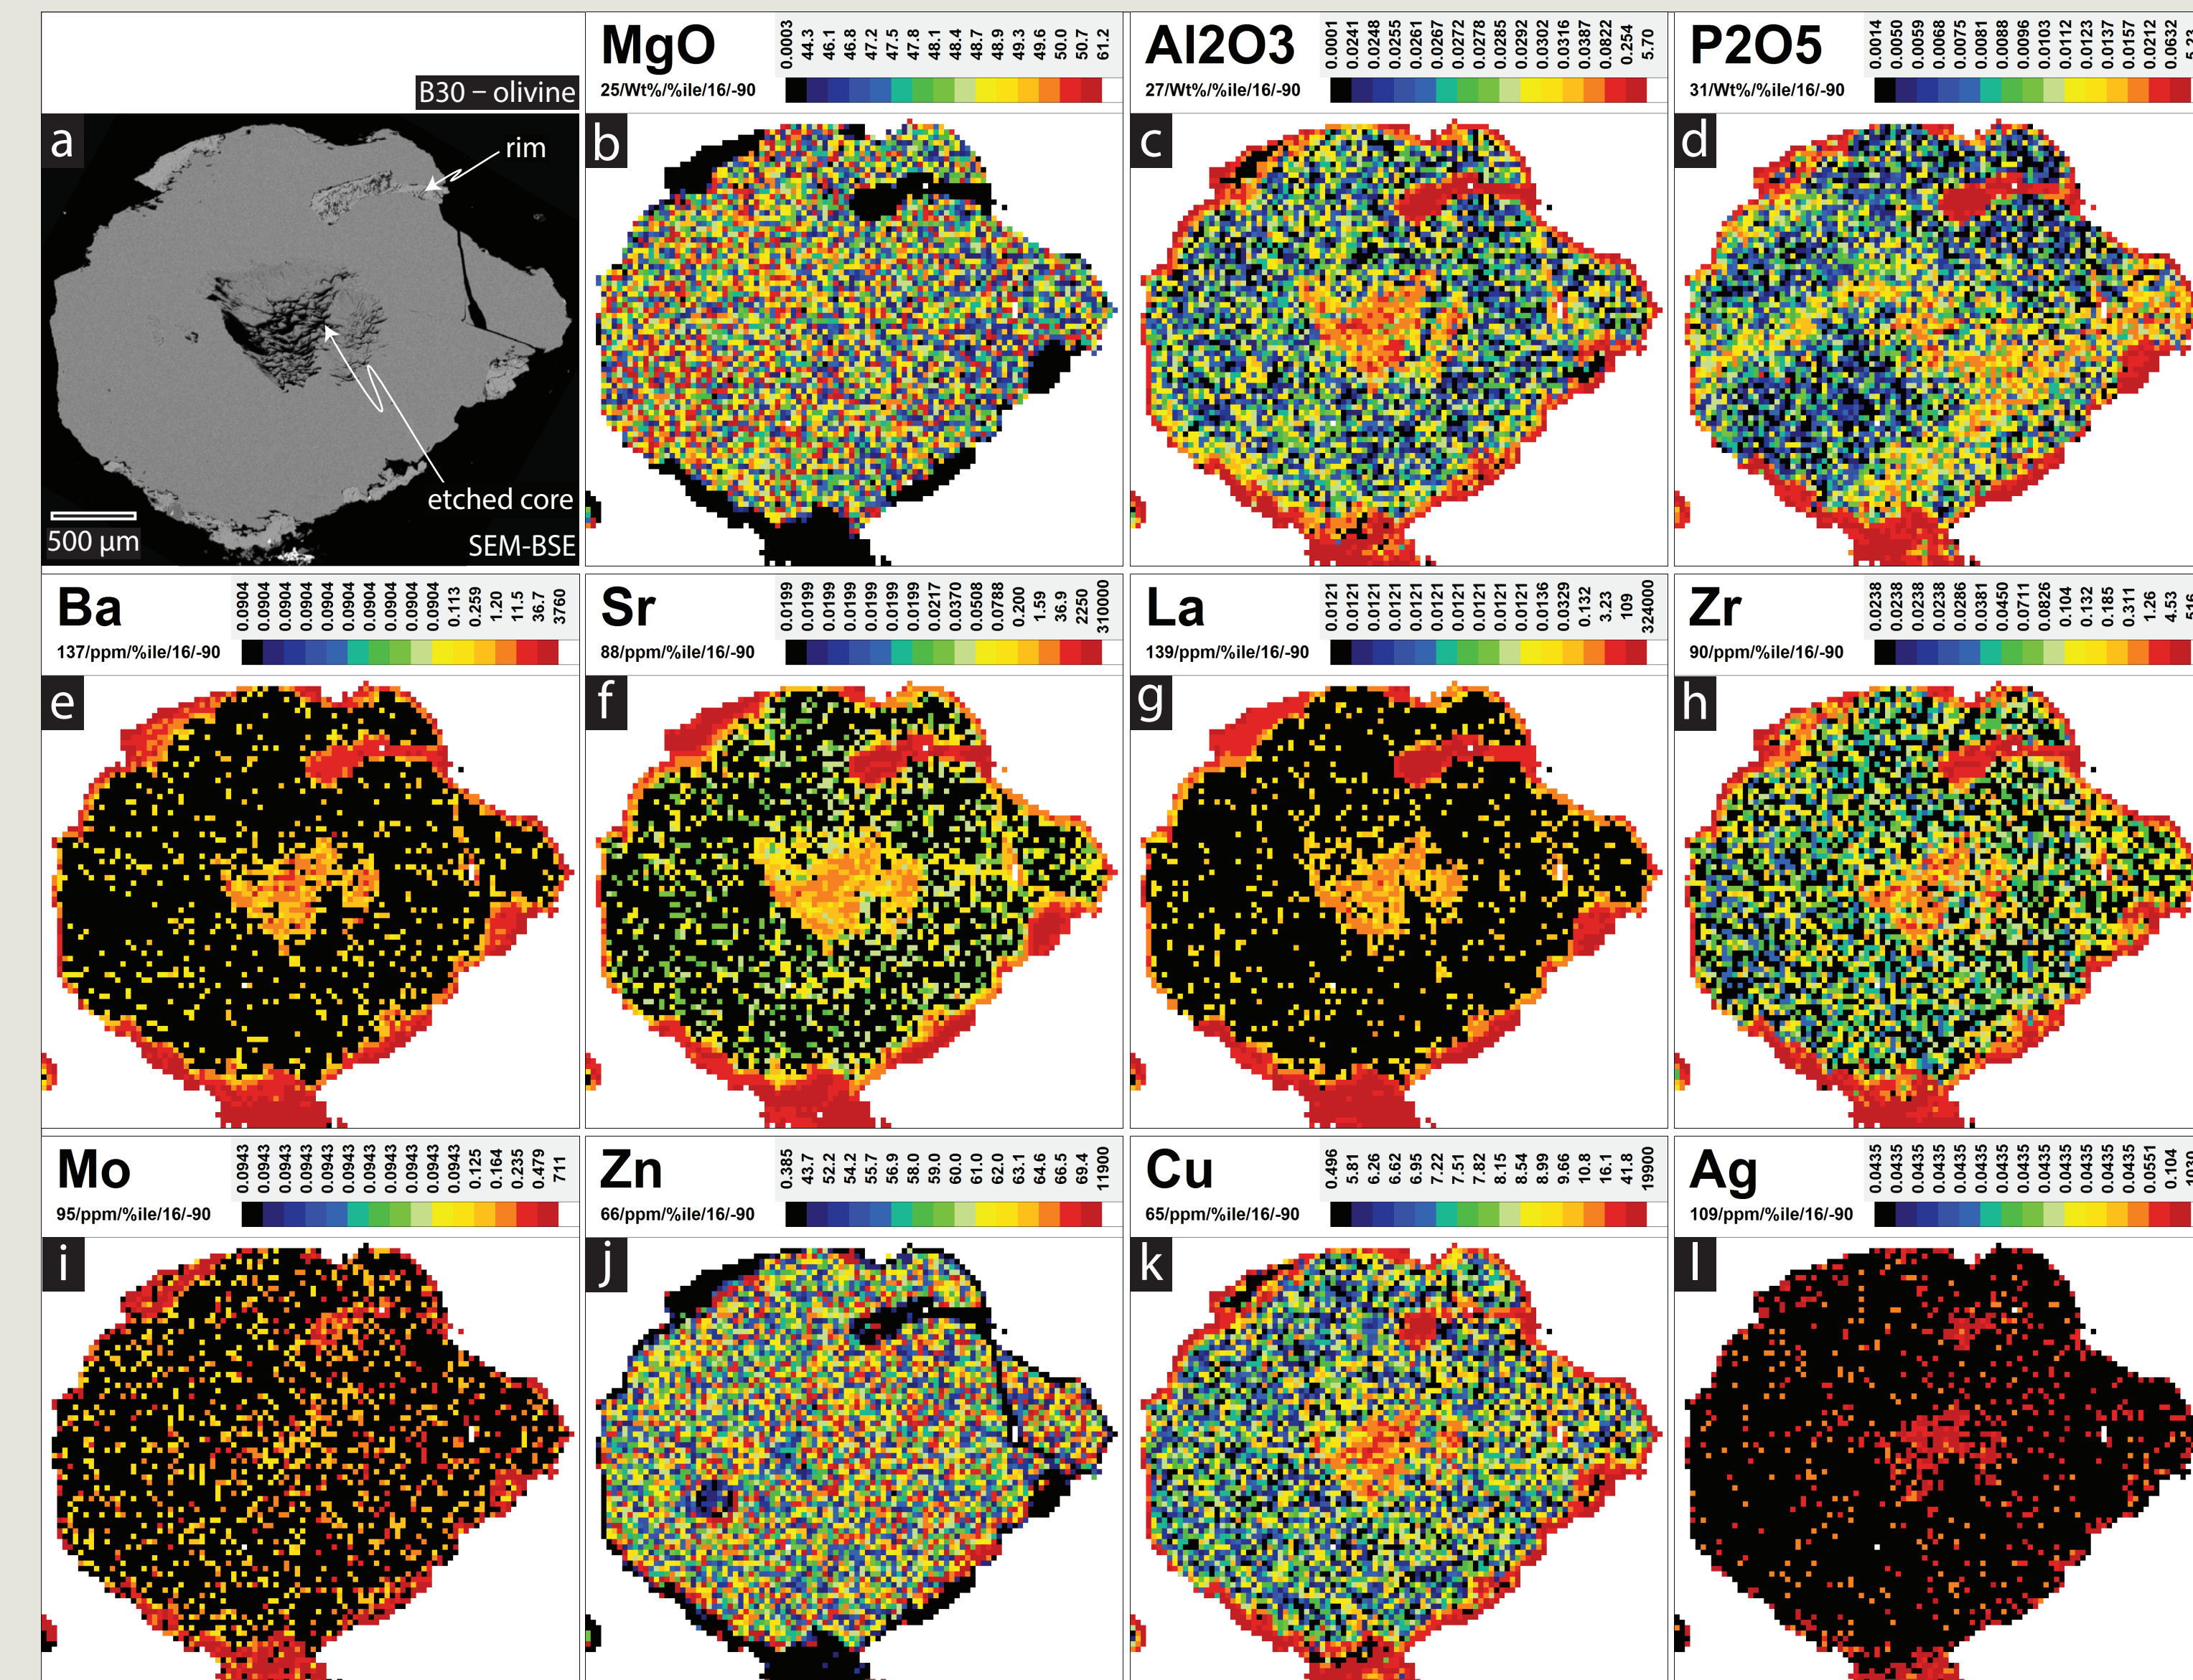 B30 – olivine
a
rim
etched core
500 µm
SEM-BSE
MgO
0.0003 44.3 46.1 46.8 47.2 47.5 47.8 48.1 48.4 48.7 48.9 49.3 49.6 50.0 50.7 61.2
25/Wt%/%ile/16/-90
b
Al2O3
0.0001 0.0241 0.0248 0.0255 0.0261 0.0267 0.0272 0.0278 0.0285 0.0292 0.0302 0.0316 0.0387 0.0822 0.254 5.70
27/Wt%/%ile/16/-90
c
P2O5
0.0014 0.0050 0.0059 0.0068 0.0075 0.0081 0.0088 0.0096 0.0103 0.0112 0.0123 0.0137 0.0157 0.0212 0.0632
31/Wt%/%ile/16/-90
d
Ba
0.0904 0.0904 0.0904 0.0904 0.0904 0.0904 0.0904 0.0904 0.0904 0.0904 0.113 0.259 1.20 11.5 36.7 3760
137/ppm/%ile/16/-90
e
Sr
0.0199 0.0199 0.0199 0.0199 0.0199 0.0199 0.0199 0.0217 0.0370 0.0508 0.0788 0.200 1.59 36.9 2250 310000
88/ppm/%ile/16/-90
f
La
0.0121 0.0121 0.0121 0.0121 0.0121 0.0121 0.0121 0.0121 0.0121 0.0121 0.0136 0.0329 0.132 3.23 109 324000
139/ppm/%ile/16/-90
g
Zr
0.0238 0.0238 0.0238 0.0238 0.0286 0.0381 0.0450 0.0711 0.0826 0.104 0.132 0.185 0.311 1.26 4.53
90/ppm/%ile/16/-90
h
Mo
0.0943 0.0943 0.0943 0.0943 0.0943 0.0943 0.0943 0.0943 0.0943 0.0943 0.0943 0.125 0.164 0.235 0.479 711
95/ppm/%ile/16/-90
i
Zn
0.385 43.7 52.2 54.2 55.7 56.9 58.0 59.0 60.0 61.0 62.0 63.1 64.6 66.5 69.4 11900
66/ppm/%ile/16/-90
j
Cu
0.496 5.81 6.26 6.62 6.95 7.22 7.51 7.82 8.15 8.54 8.99 9.66 10.8 16.1 41.8 19900
65/ppm/%ile/16/-90
k
Ag
0.0435 0.0435 0.0435 0.0435 0.0435 0.0435 0.0435 0.0435 0.0435 0.0435 0.0435 0.0435 0.0435 0.0551 0.104
109/ppm/%ile/16/-90
l